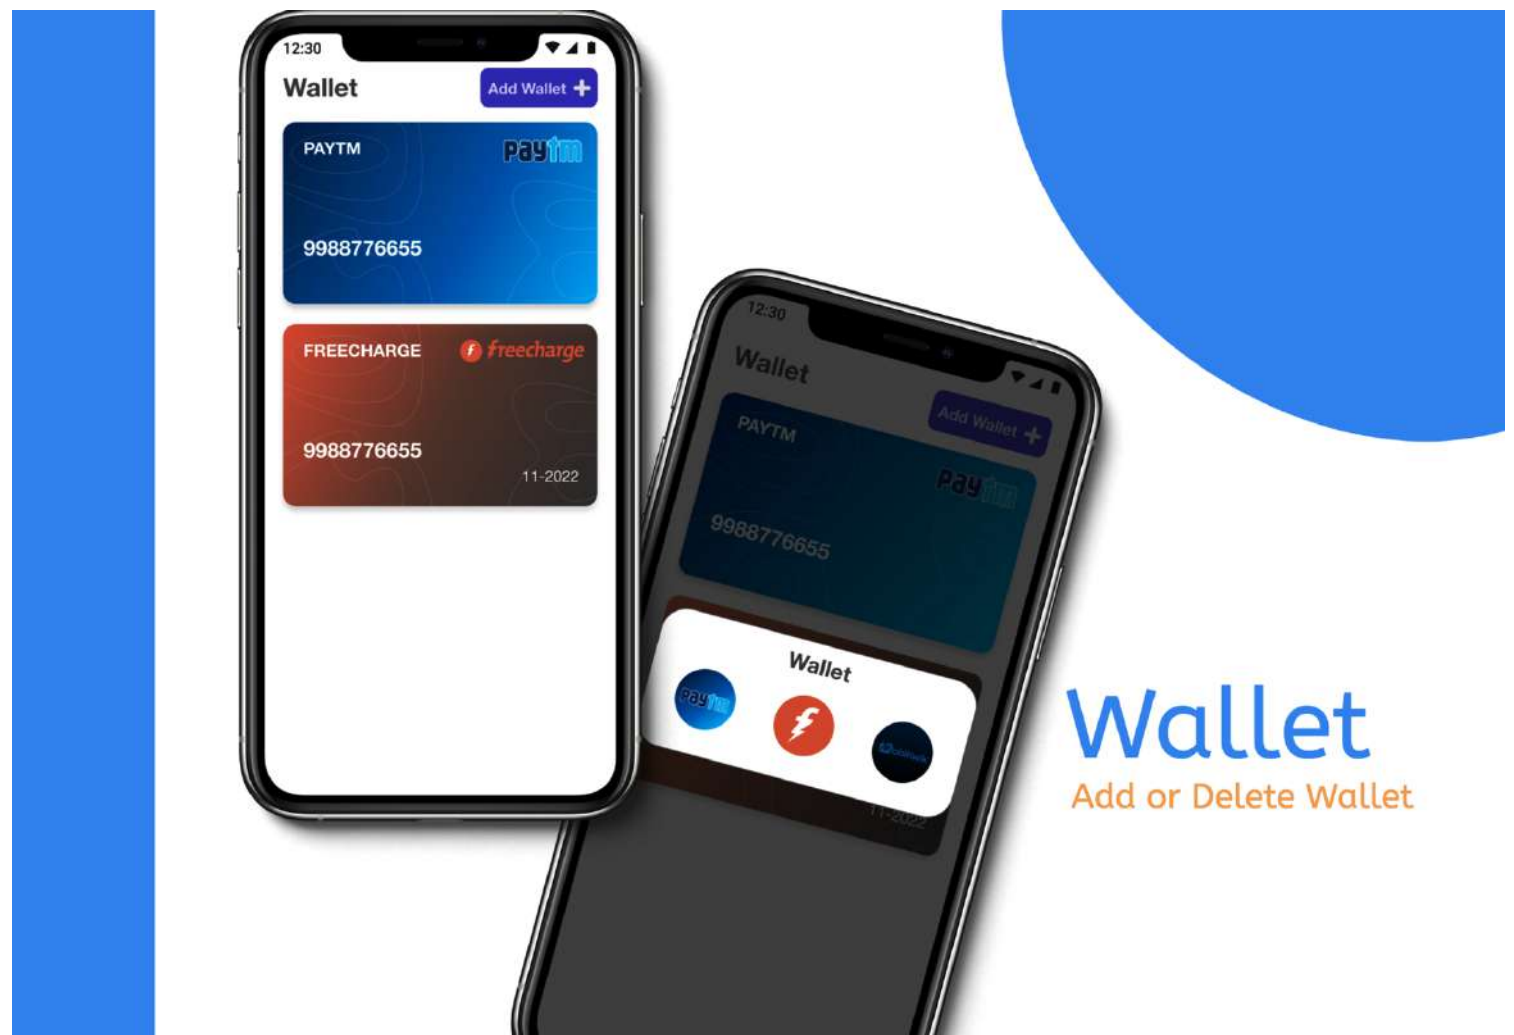 12:30
Wallet
Add Wallet +
PAYTM
paytm
9988776655
FREECHARGE
freecharge
9988776655
11-2022
12:30
Wallet
Add Wallet +
PAYTM
paytm
9988776655
Wallet
paytm
MobiKwik
11-2022
Wallet
Add or Delete Wallet